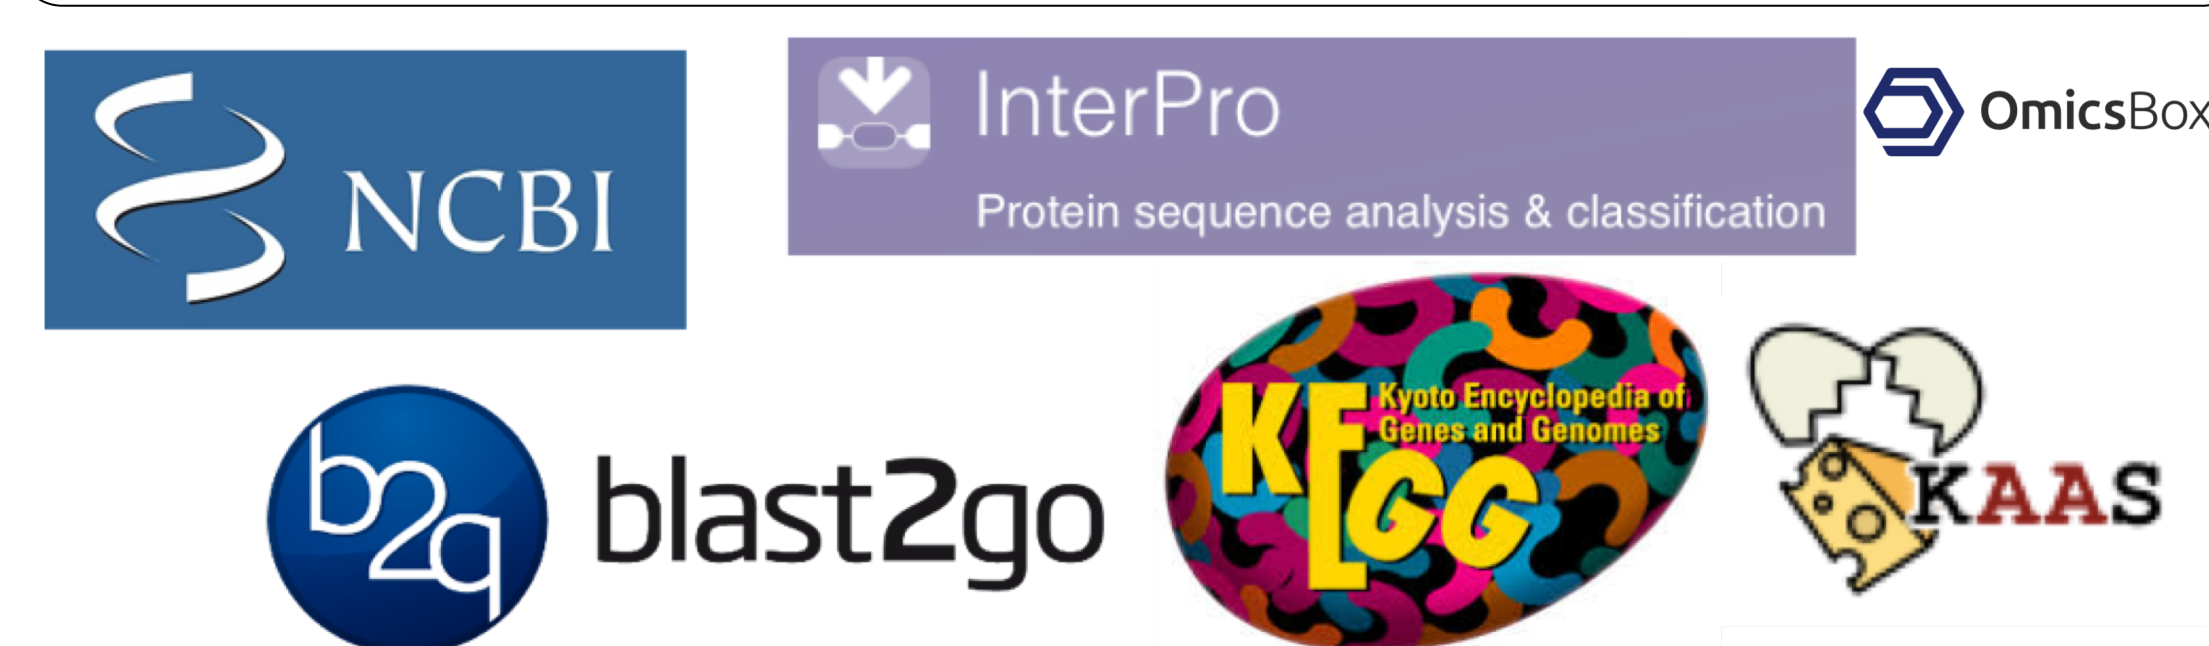 NCBI
InterPro
Protein sequence analysis & classification
OmicsBox
b2g
blast2go
KEGG
Kyoto Encyclopedia of
Genes and Genomes
KAAS